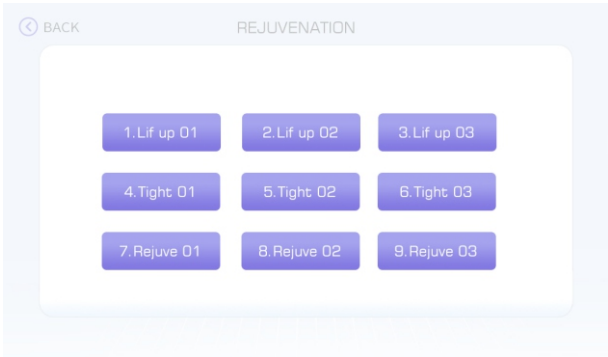 BACK REJUVENATION
1.Lif up 01 2.Lif up 02 3.Lif up 03
4.Tight 01 5.Tight 02 6.Tight 03
7.Rejuve 01 8.Rejuve 02 9.Rejuve 03